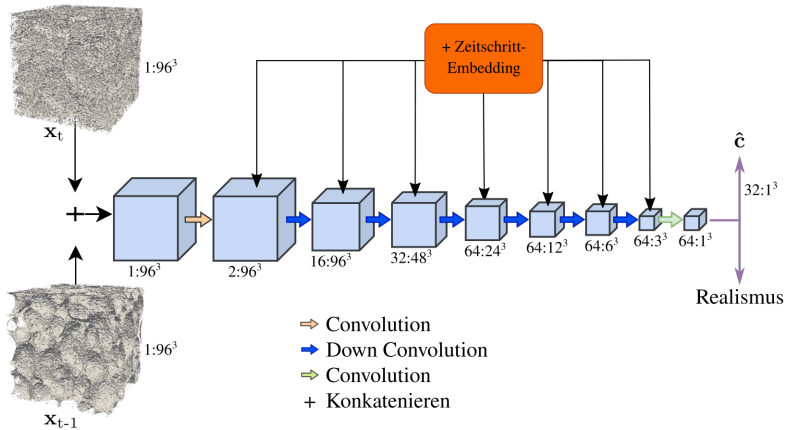 1:96³
x_t
+ Zeitschritt-
Embedding
+
1:96³
2:96³
16:96³
32:48³
64:24³
64:12³
64:6³
64:3³
64:1³
ĉ
32:1³
Realismus
1:96³
x_t-1
Convolution
Down Convolution
Convolution
+ Konkatenieren